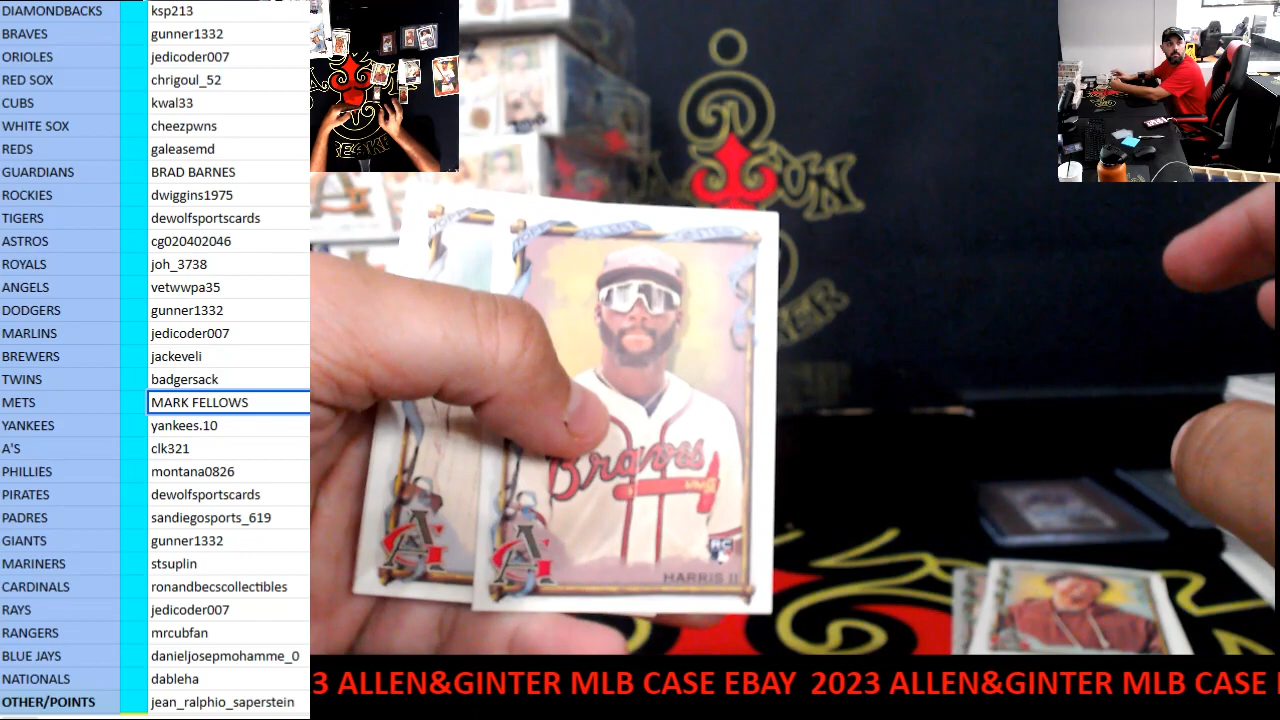 DIAMONDBACKS ksp213
BRAVES gunner1332
ORIOLES jedicoder007
RED SOX chrigoul_52
CUBS kwal33
WHITE SOX cheezpwns
REDS galeasemd
GUARDIANS BRAD BARNES
ROCKIES dwiggins1975
TIGERS dewolfsportscards
ASTROS cg020402046
ROYALS joh_3738
ANGELS vetwwpa35
DODGERS gunner1332
MARLINS jedicoder007
BREWERS jackeveli
TWINS badgersack
METS MARK FELLOWS
YANKEES yankees.10
A'S clk321
PHILLIES montana0826
PIRATES dewolfsportscards
PADRES sandiegosports_619
GIANTS gunner1332
MARINERS stsuplin
CARDINALS ronandbecscollectibles
RAYS jedicoder007
RANGERS mrcubfan
BLUE JAYS danieljosepmohamme_0
NATIONALS dableha
OTHER/POINTS jean_ralphio_saperstein
Braves
RC
HARRIS II
3 ALLEN&GINTER MLB CASE EBAY 2023 ALLEN&GINTER MLB CASE